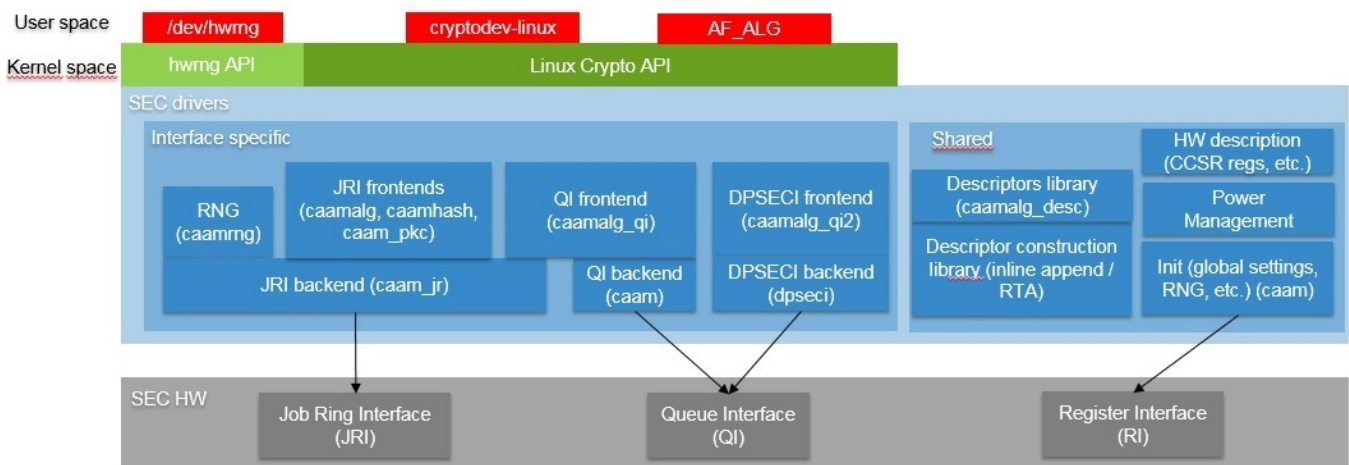 User space
/dev/hwrng
cryptodev-linux
AF_ALG
Kernel space
hwrng API
Linux Crypto API
SEC drivers
Interface specific
RNG
(caamrng)
JRI frontends
(caamalg, caamhash,
caam_pkc)
QI frontend
(caamalg_qi)
DPSECI frontend
(caamalg_qi2)
JRI backend (caam_jr)
QI backend
(caam)
DPSECI backend
(dpseci)
Shared
Descriptors library
(caamalg_desc)
Descriptor construction
library (inline append /
RTA)
HW description
(CCSR regs, etc.)
Power
Management
Init (global settings,
RNG, etc.) (caam)
SEC HW
Job Ring Interface
(JRI)
Queue Interface
(QI)
Register Interface
(RI)